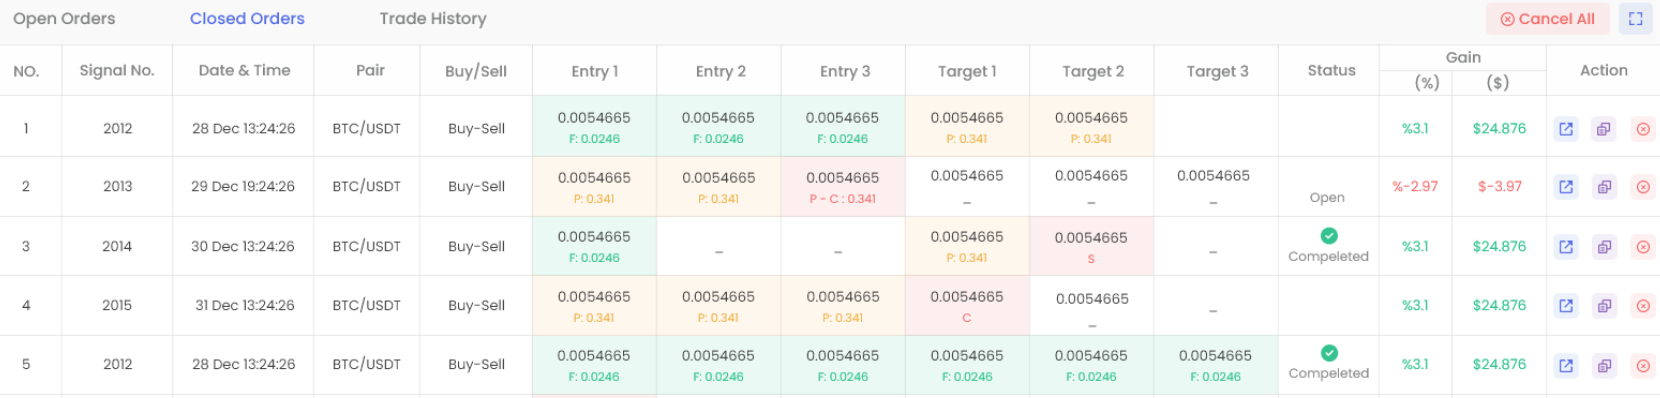 Open Orders Closed Orders Trade History Cancel All
NO. Signal No. Date & Time Pair Buy/Sell Entry 1 Entry 2 Entry 3 Target 1 Target 2 Target 3 Status Gain Action
(%) ($)
1 2012 28 Dec 13:24:26 BTC/USDT Buy-Sell 0.0054665 0.0054665 0.0054665 0.0054665 0.0054665 %3.1 $24.876
F: 0.0246 F: 0.0246 F: 0.0246 P: 0.341 P: 0.341
2 2013 29 Dec 19:24:26 BTC/USDT Buy-Sell 0.0054665 0.0054665 0.0054665 0.0054665 0.0054665 0.0054665 %-2.97 $-3.97
P: 0.341 P: 0.341 P - C : 0.341 – – – Open
3 2014 30 Dec 13:24:26 BTC/USDT Buy-Sell 0.0054665 – – 0.0054665 0.0054665 – %3.1 $24.876
F: 0.0246 P: 0.341 S Compeleted
4 2015 31 Dec 13:24:26 BTC/USDT Buy-Sell 0.0054665 0.0054665 0.0054665 0.0054665 0.0054665 – %3.1 $24.876
P: 0.341 P: 0.341 P: 0.341 C –
5 2012 28 Dec 13:24:26 BTC/USDT Buy-Sell 0.0054665 0.0054665 0.0054665 0.0054665 0.0054665 0.0054665 %3.1 $24.876
F: 0.0246 F: 0.0246 F: 0.0246 F: 0.0246 F: 0.0246 F: 0.0246 Compeleted